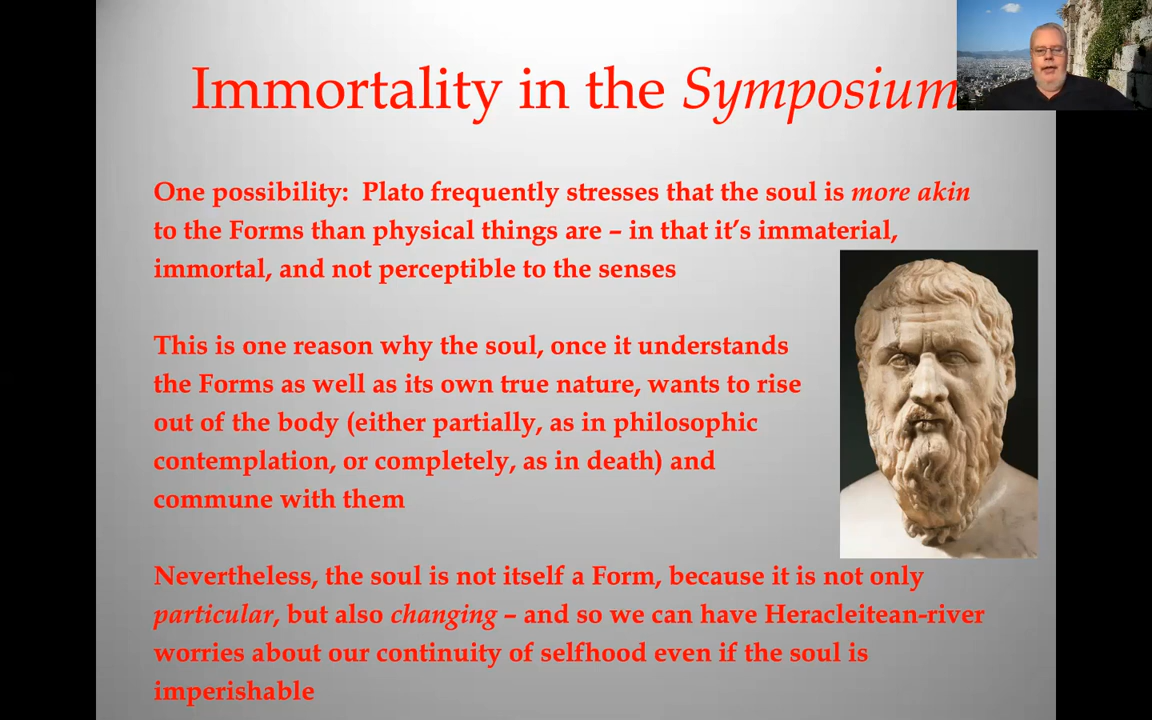 Immortality in the Symposium
One possibility: Plato frequently stresses that the soul is more akin
to the Forms than physical things are – in that it’s immaterial,
immortal, and not perceptible to the senses
This is one reason why the soul, once it understands
the Forms as well as its own true nature, wants to rise
out of the body (either partially, as in philosophic
contemplation, or completely, as in death) and
commune with them
Nevertheless, the soul is not itself a Form, because it is not only
particular, but also changing – and so we can have Heracleitean-river
worries about our continuity of selfhood even if the soul is
imperishable